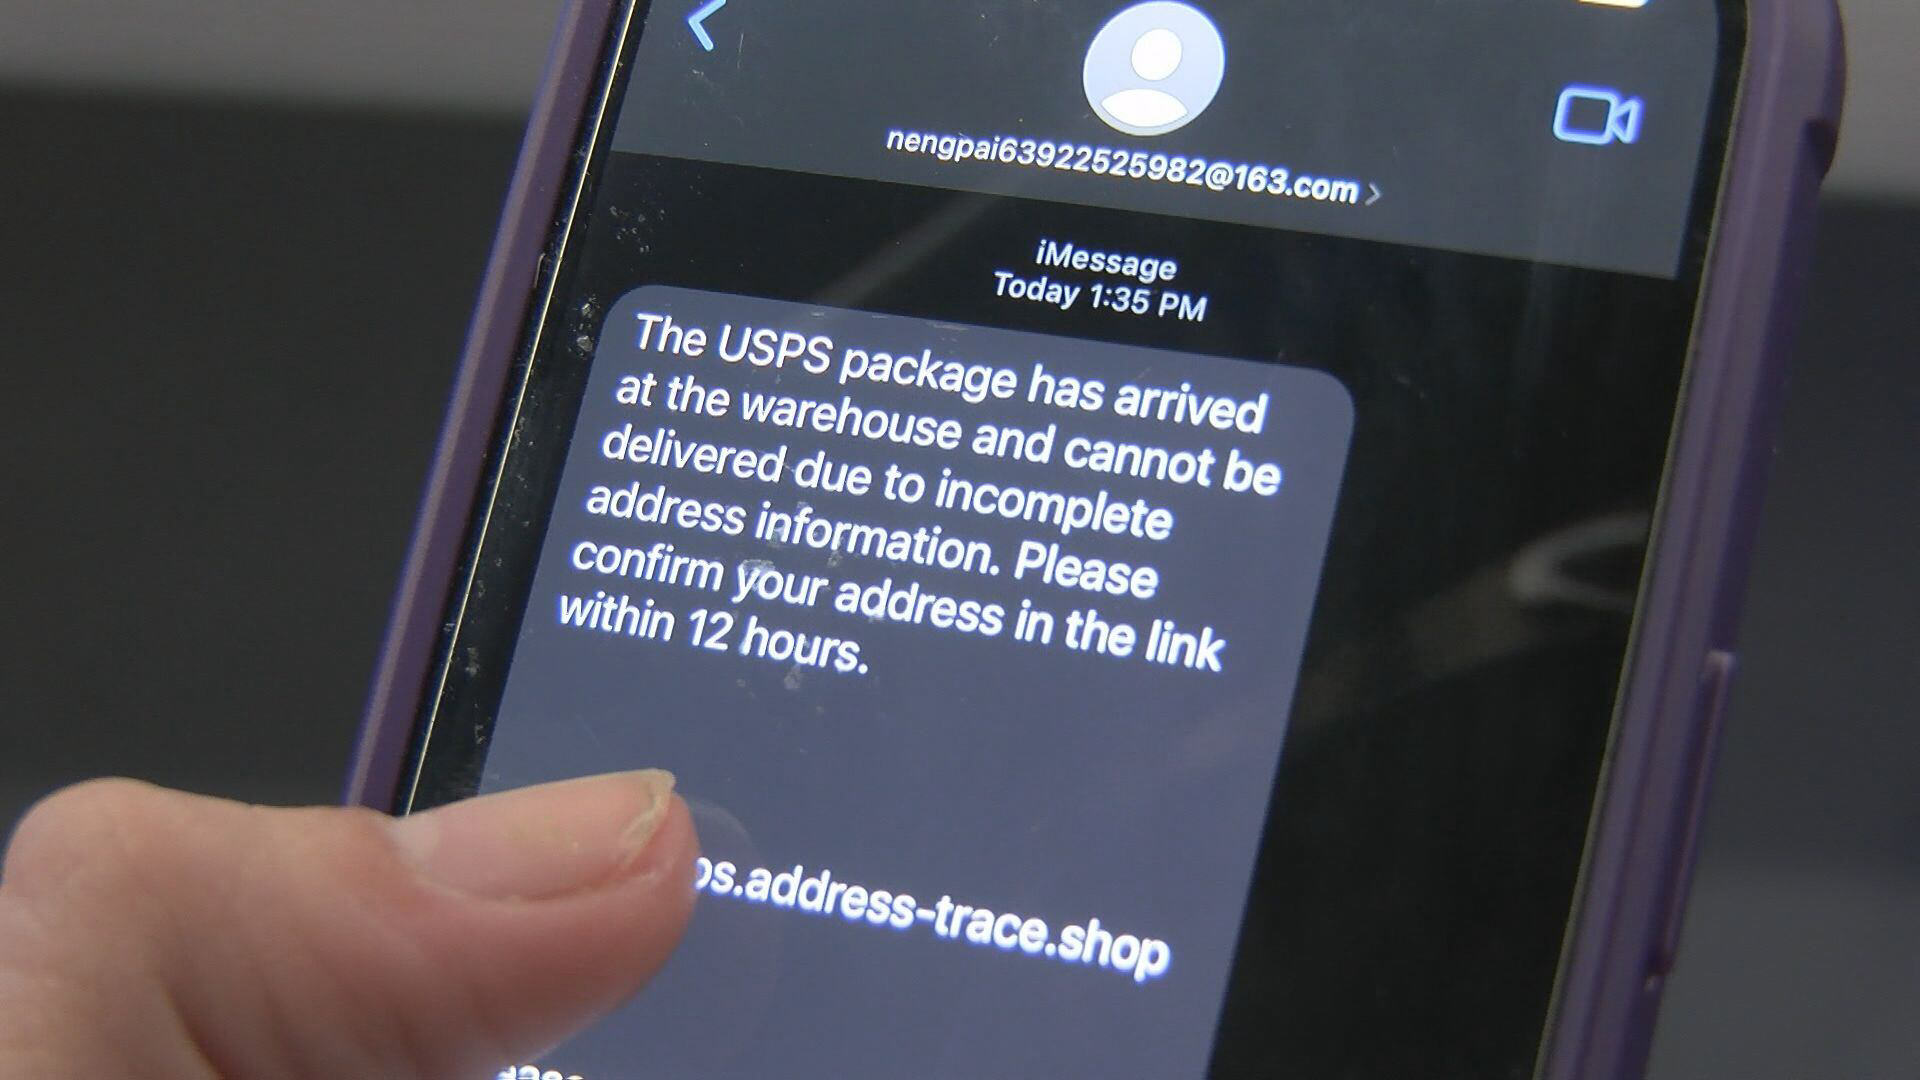 nengpai63922525982@163.com >
iMessage
Today 1:35 PM
The USPS package has arrived
at the warehouse and cannot be
delivered due to incomplete
address information. Please
confirm your address in the link
within 12 hours.
ps.address-trace.shop